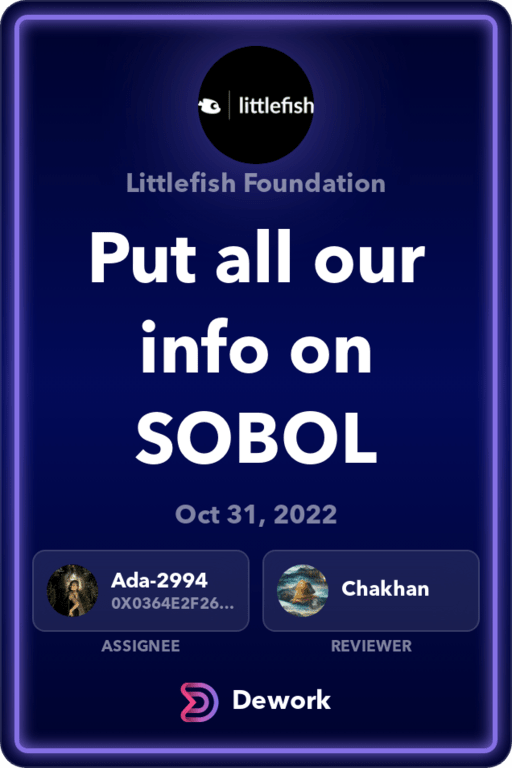 littlefish
Littlefish Foundation
Put all our
info on
SOBOL
Oct 31, 2022
Ada-2994
0X0364E2F26...
Chakhan
ASSIGNEE
REVIEWER
Dework